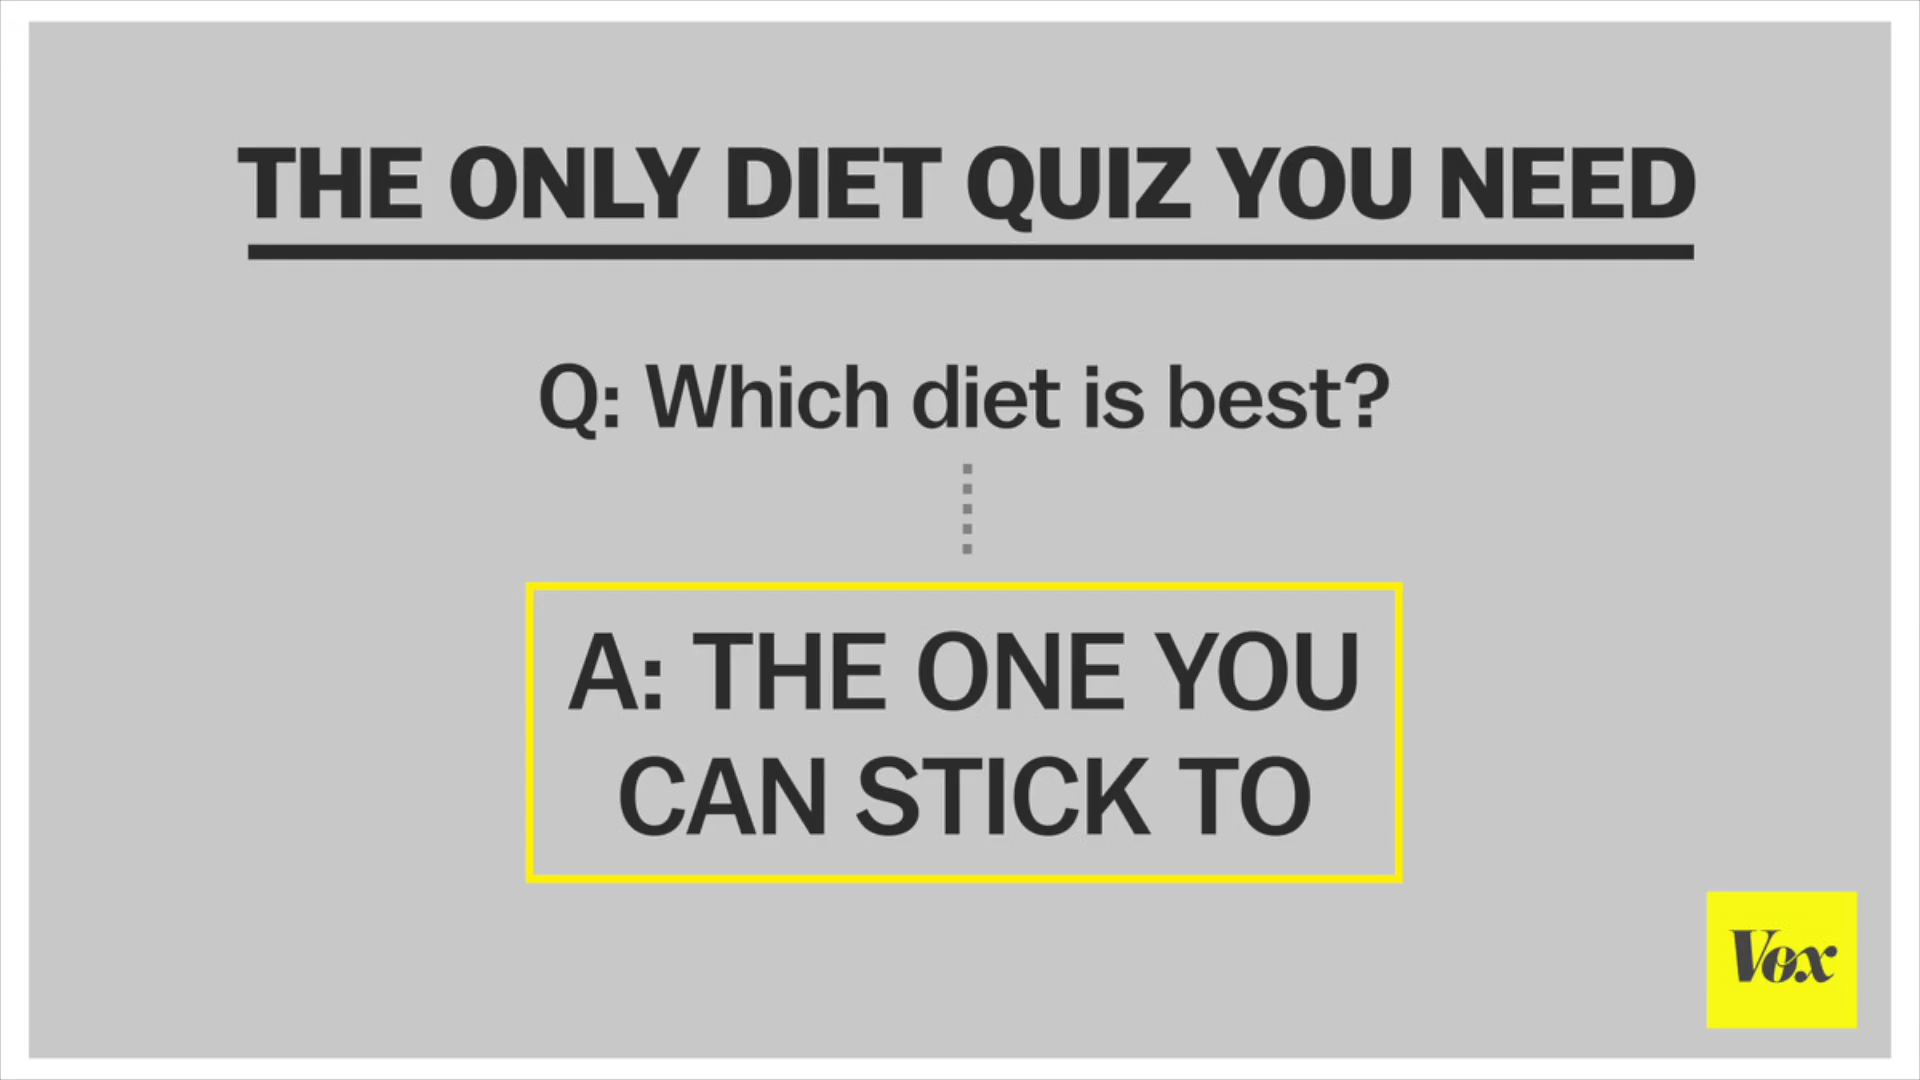 THE ONLY DIET QUIZ YOU NEED
Q: Which diet is best?
A: THE ONE YOU
CAN STICK TO
Vox